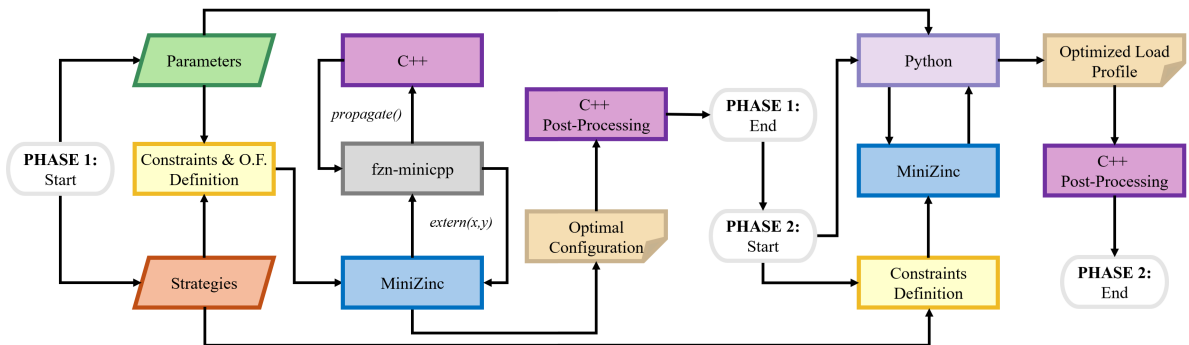 PHASE 1:
Start
Parameters
Constraints & O.F.
Definition
Strategies
C++
propagate()
fzn-minicpp
extern(x,y)
MiniZinc
C++
Post-Processing
Optimal
Configuration
PHASE 1:
End
PHASE 2:
Start
Python
MiniZinc
Constraints
Definition
Optimized Load
Profile
C++
Post-Processing
PHASE 2:
End